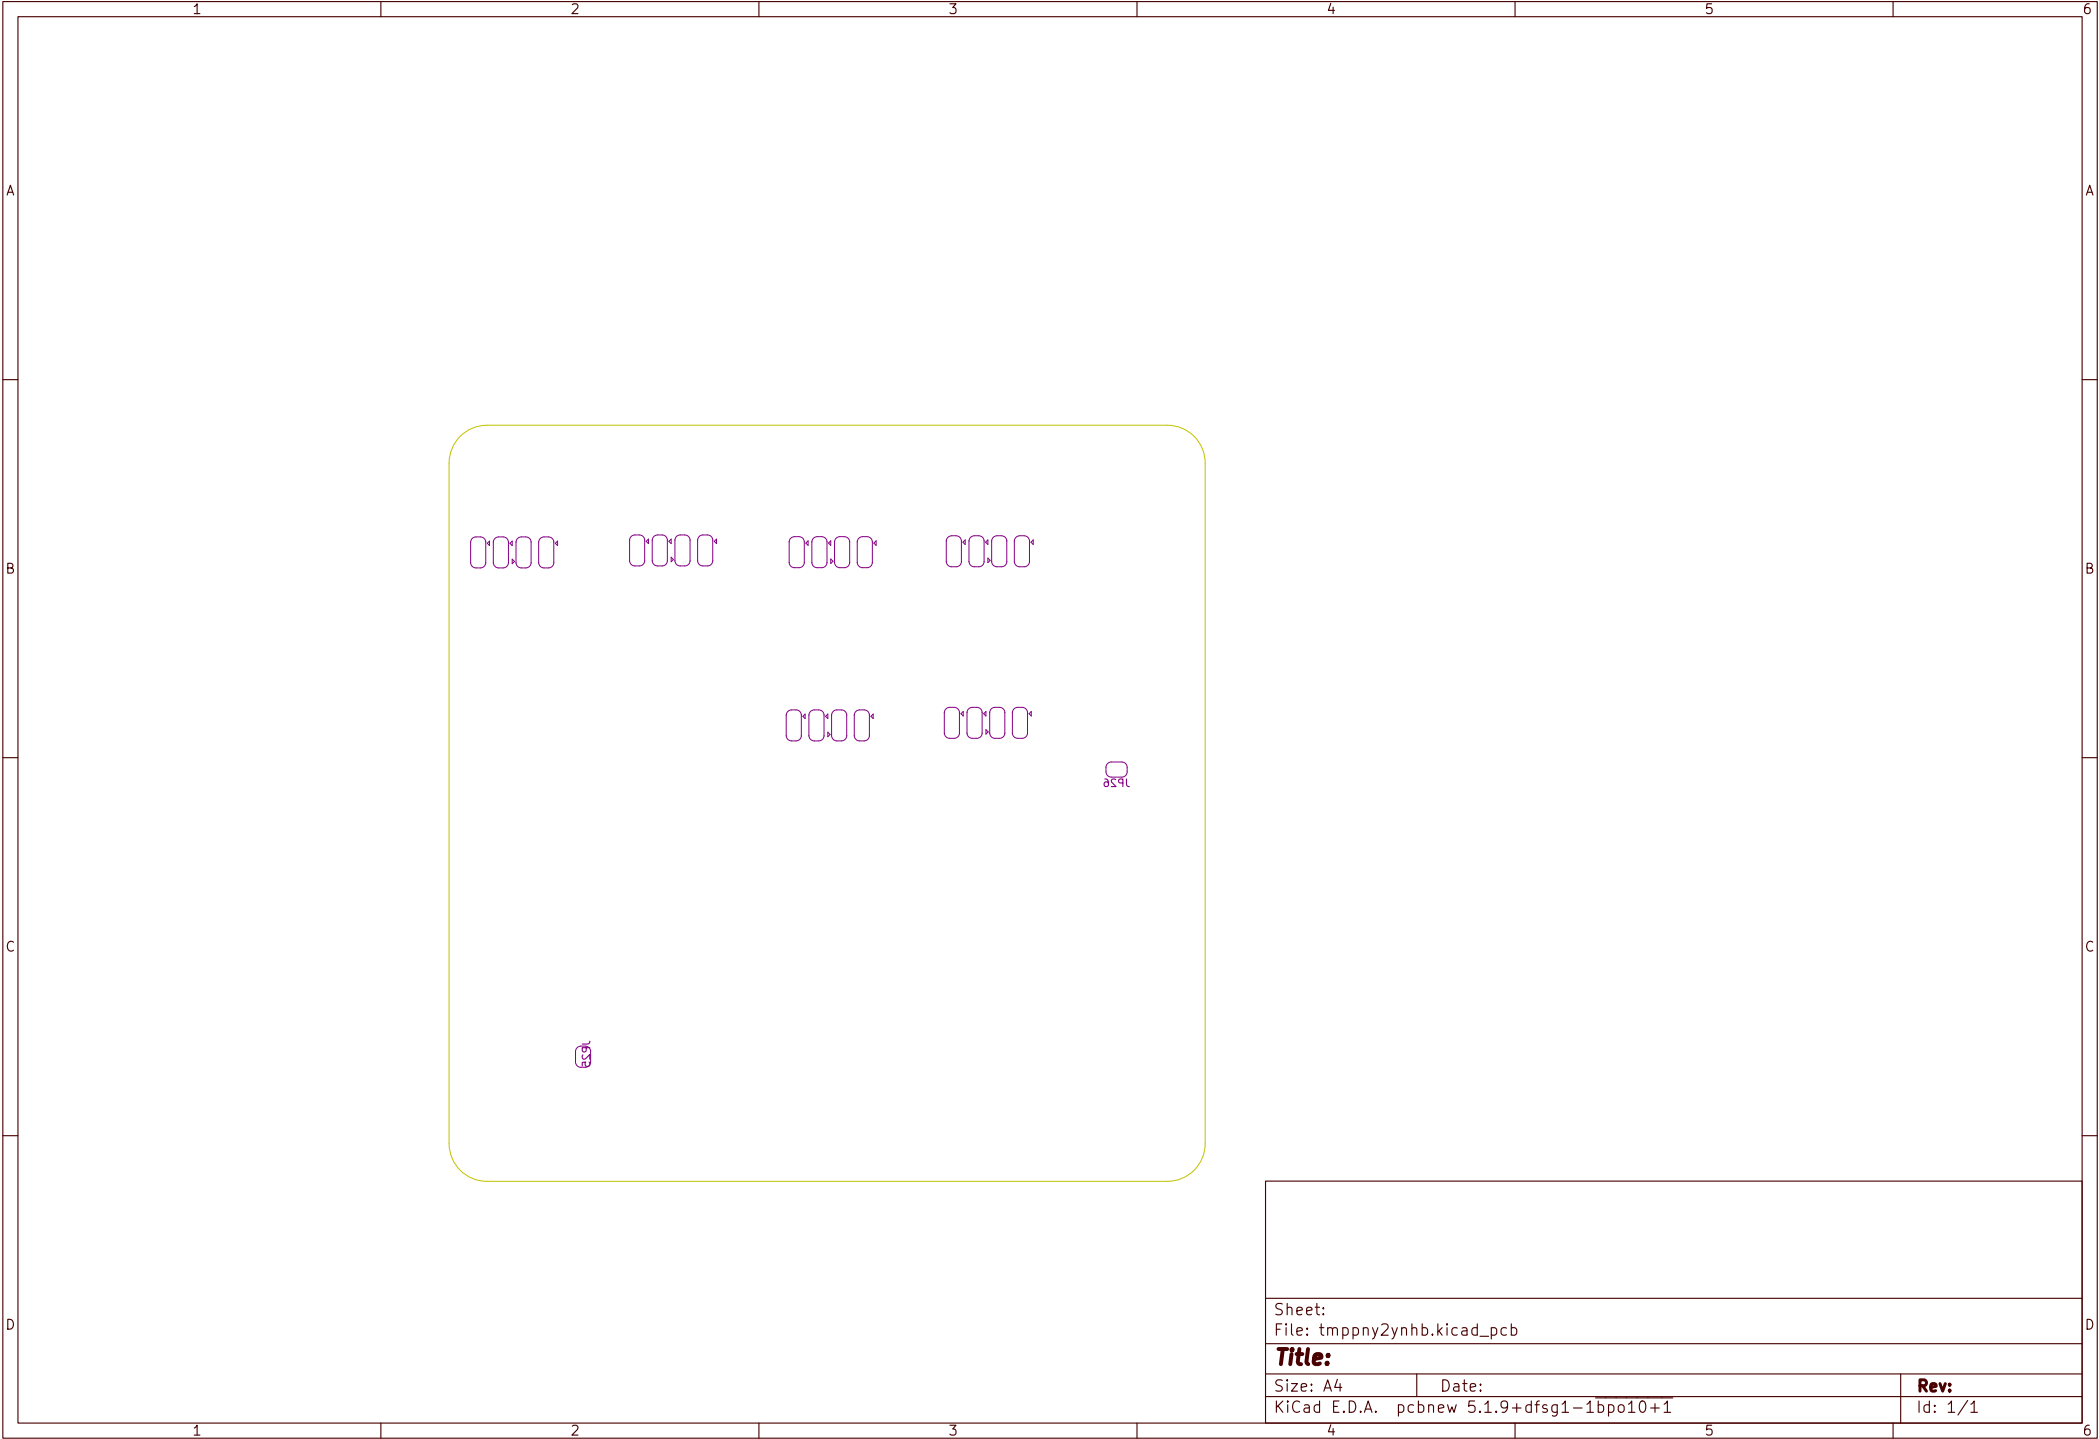 1 2 3 4 5 6
A A
B B
JP26
C C
JP25
Sheet:
File: tmppny2ynhb.kicad_pcb
D D
Title:
Size: A4 Date: Rev:
KiCad E.D.A. pcbnew 5.1.9+dfsg1-1bpo10+1 Id: 1/1
1 2 3 4 5 6